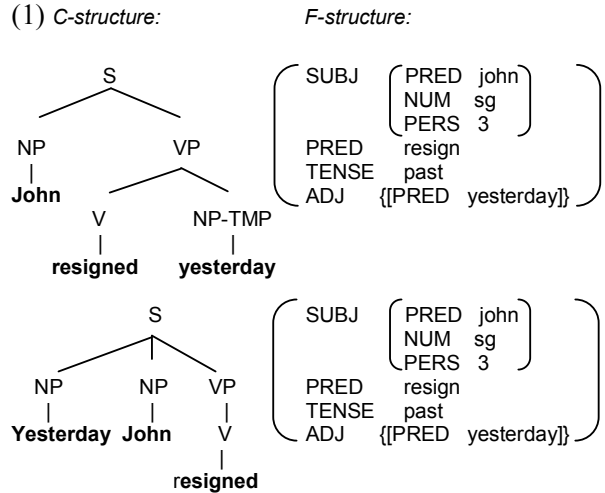 (1) C-structure: F-structure:
S SUBJ PRED john
NUM sg
PERS 3
NP VP PRED resign
| TENSE past
John ADJ {[PRED yesterday]}
V NP-TMP
| |
resigned yesterday
S SUBJ PRED john
NUM sg
PERS 3
NP NP VP PRED resign
| | | TENSE past
Yesterday John V ADJ {[PRED yesterday]}
|
resigned